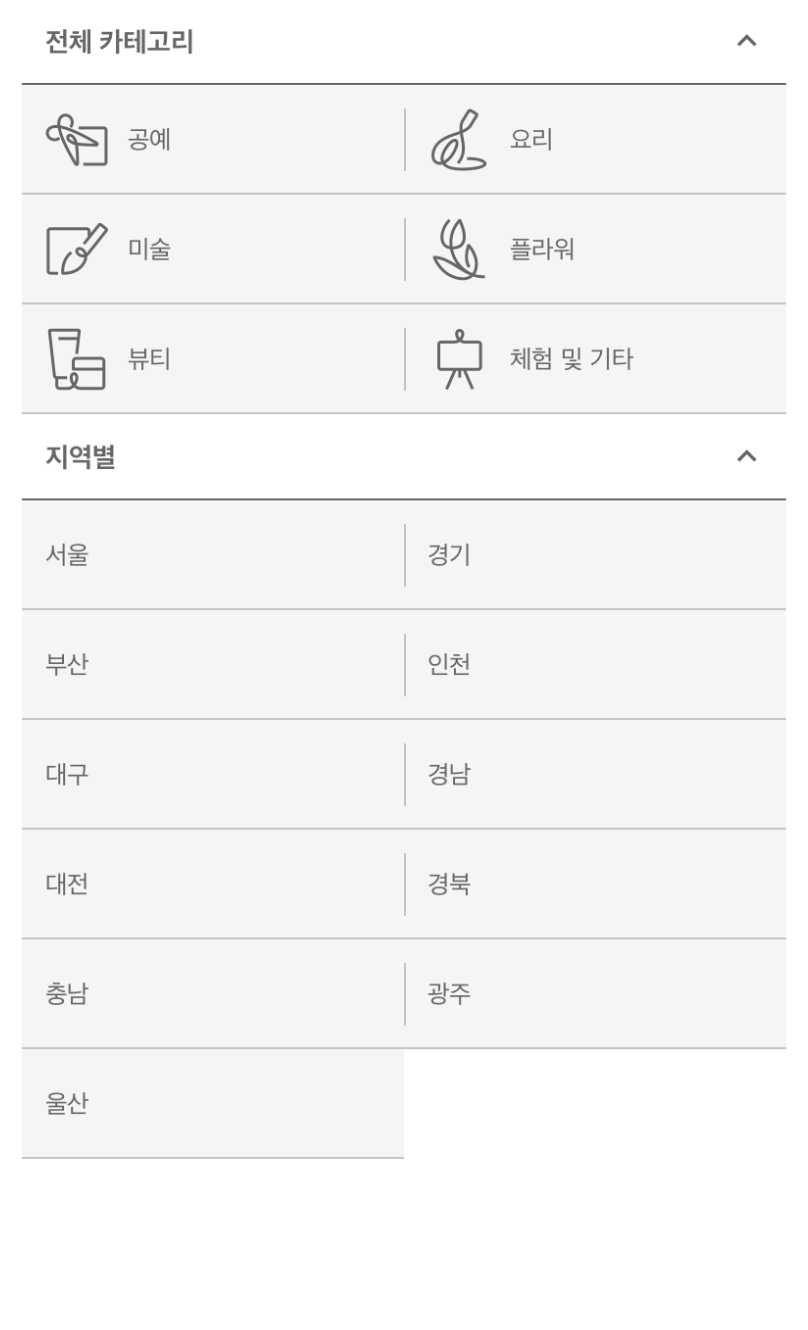 전체 카테고리
공예
요리
미술
플라워
뷰티
체험 및 기타
지역별
서울
경기
부산
인천
대구
경남
대전
경북
충남
광주
울산